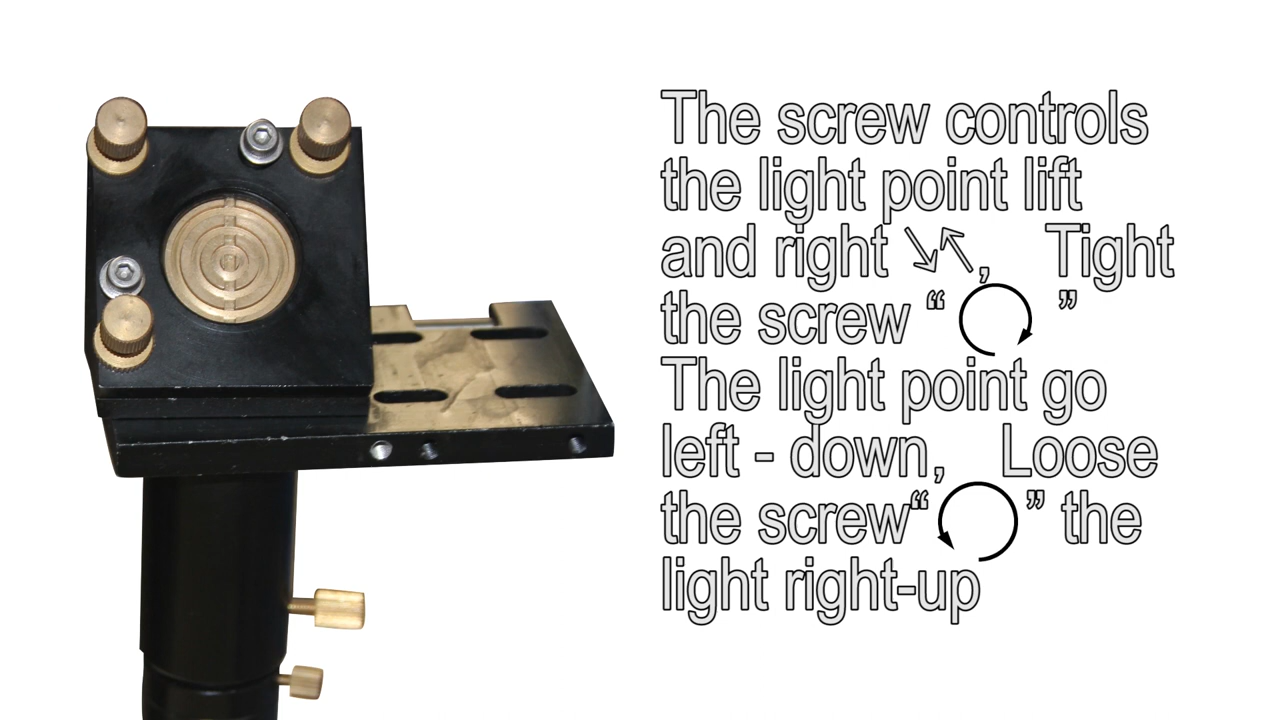 The screw controls
the light point lift
and right ↘↖, Tight
the screw “ ”
The light point go
left - down, Loose
the screw“ ” the
light right-up